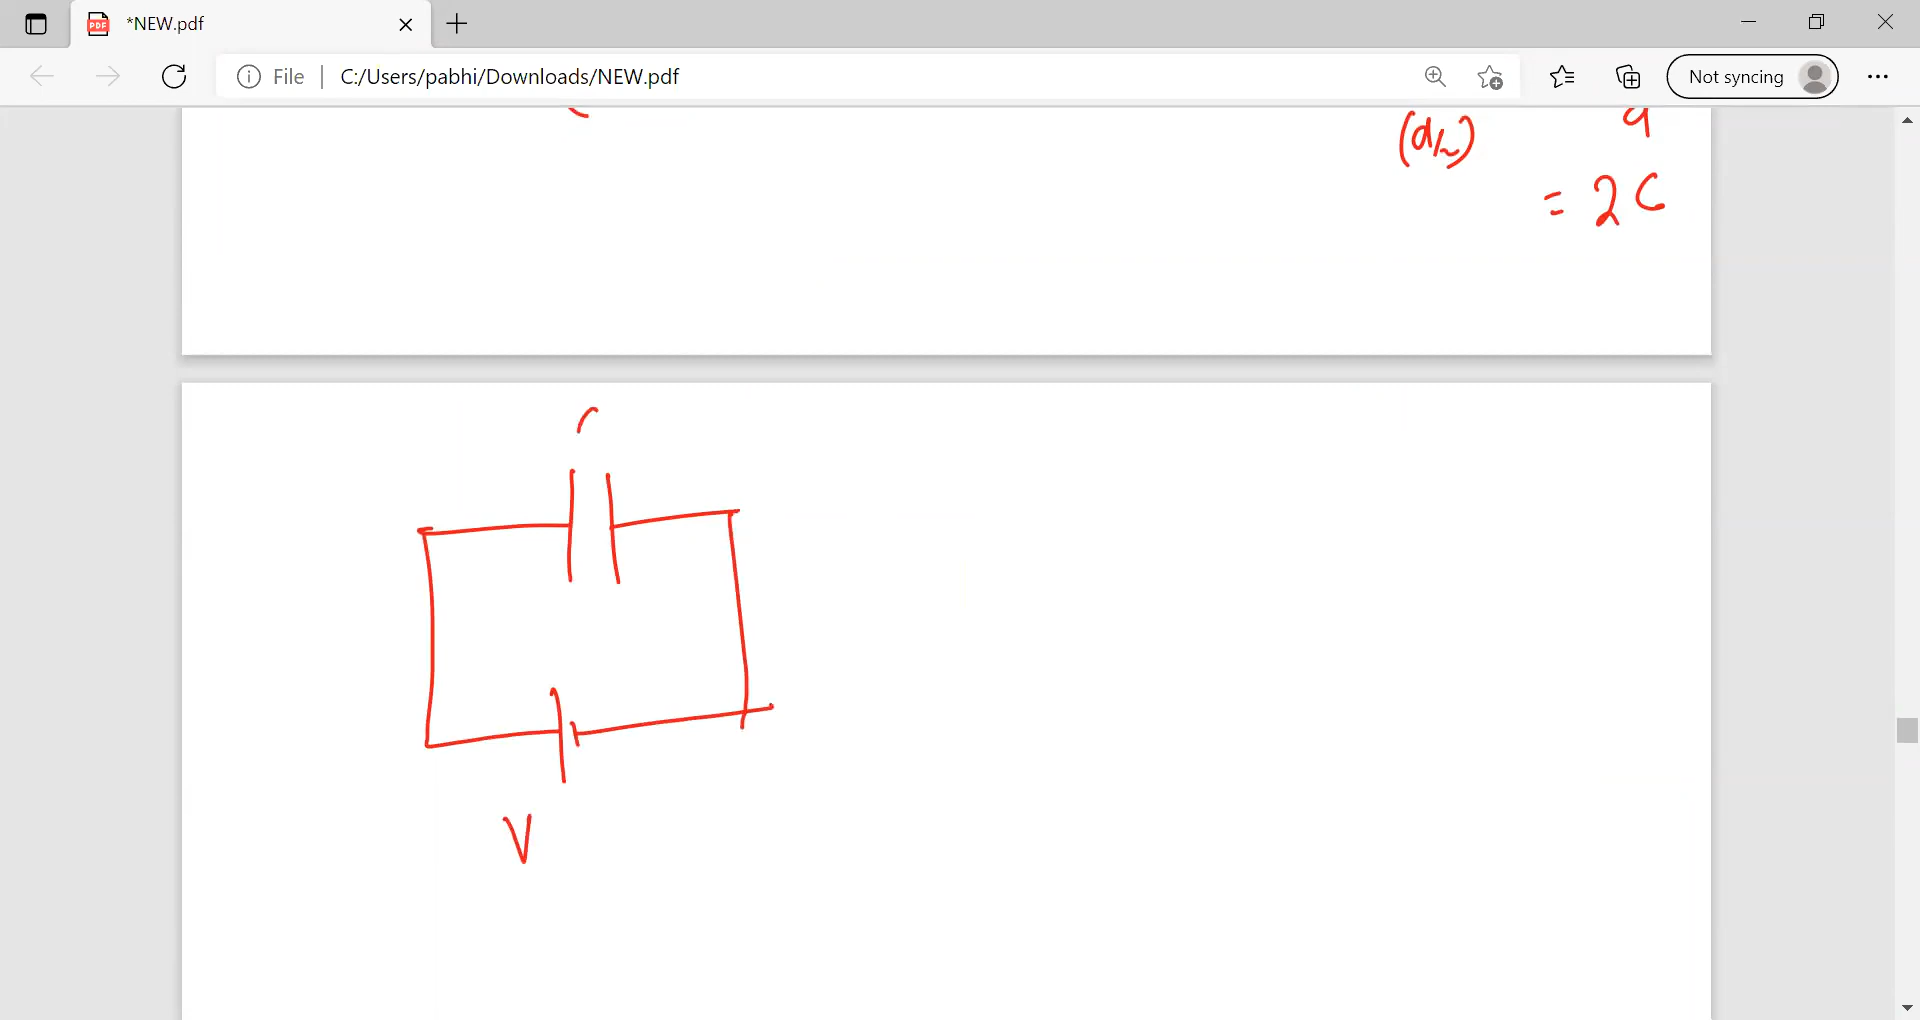 *NEW.pdf
File | C:/Users/pabhi/Downloads/NEW.pdf
Not syncing
(d/2)
= 2C
V